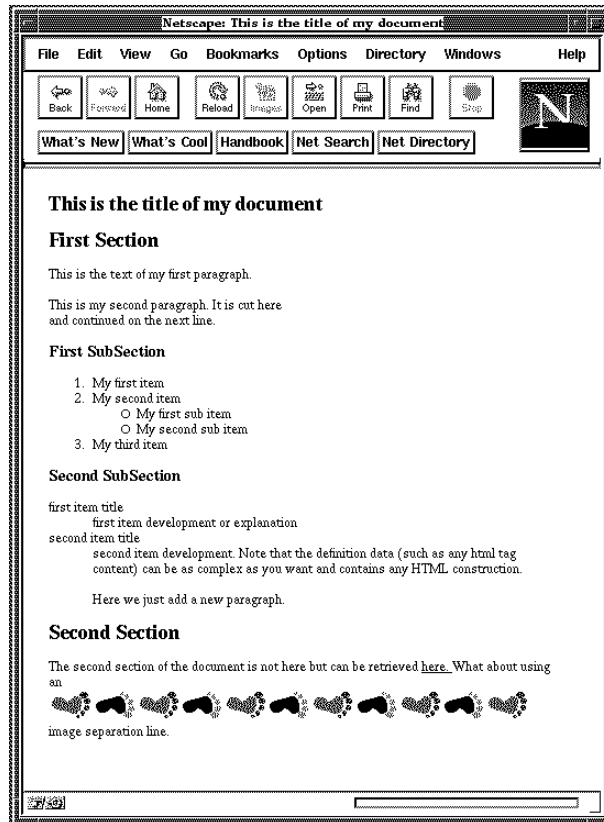 Netscape: This is the title of my document
File Edit View Go Bookmarks Options Directory Windows Help
Back Forward Home Reload Images Open Print Find Stop
N
What's New What's Cool Handbook Net Search Net Directory
This is the title of my document
First Section
This is the text of my first paragraph.
This is my second paragraph. It is cut here
and continued on the next line.
First SubSection
1. My first item
2. My second item
My first sub item
My second sub item
3. My third item
Second SubSection
first item title
first item development or explanation
second item title
second item development. Note that the definition data (such as any html tag
content) can be as complex as you want and contains any HTML construction.
Here we just add a new paragraph.
Second Section
The second section of the document is not here but can be retrieved here. What about using
an
image separation line.